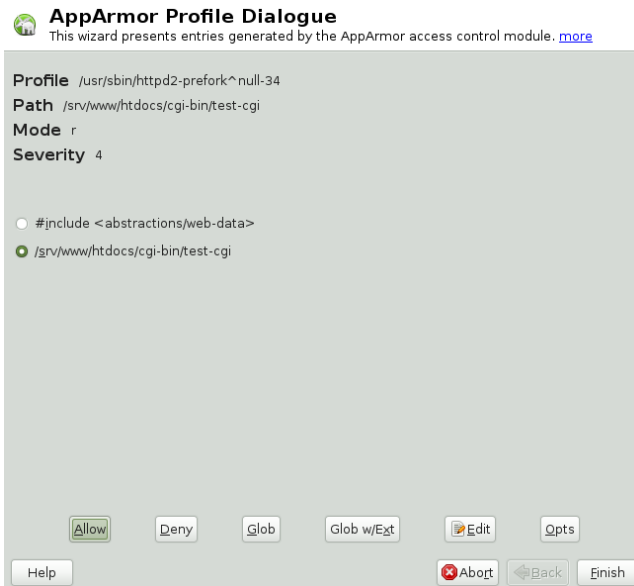 AppArmor Profile Dialogue
This wizard presents entries generated by the AppArmor access control module. more
Profile /usr/sbin/httpd2-prefork^null-34
Path /srv/www/htdocs/cgi-bin/test-cgi
Mode r
Severity 4
#include <abstractions/web-data>
/srv/www/htdocs/cgi-bin/test-cgi
Allow Deny Glob Glob w/Ext Edit Opts
Help Abort Back Finish